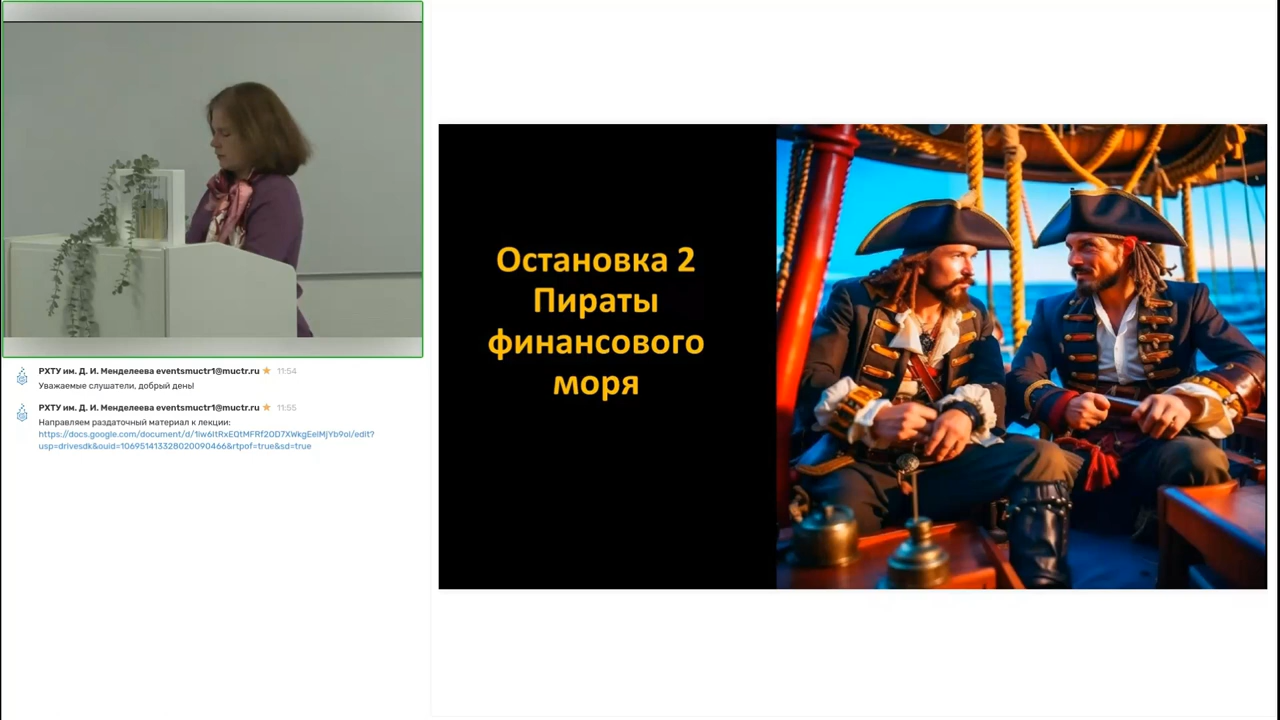 РХТУ им. Д. И. Менделеева eventsmuctr1@muctr.ru ★ 11:54
Уважаемые слушатели, добрый день!
РХТУ им. Д. И. Менделеева eventsmuctr1@muctr.ru ★ 11:55
Направляем раздаточный материал к лекции:
https://docs.google.com/document/d/1iw6ItRxEQtMFRf20D7XWkgEelMjYb9oI/edit?
usp=drivesdk&ouid=106951413328020090466&rtpof=true&sd=true
Остановка 2
Пираты
финансового
моря